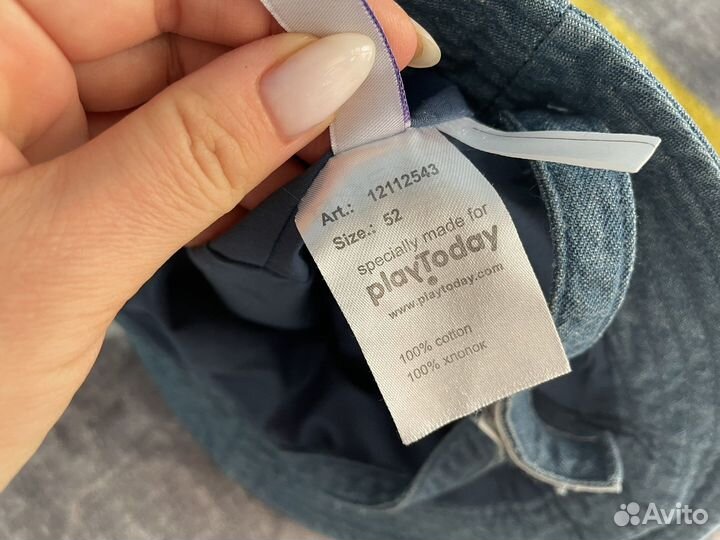 Art.: 12112543
Size.: 52
specially made for
playToday
www.playtoday.com
100% cotton
100% хлопок
Avito